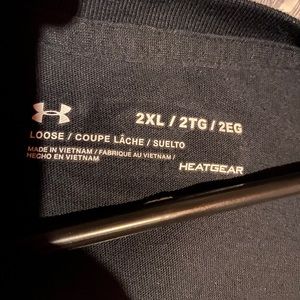 2XL / 2TG / 2EG
LOOSE / COUPE LÂCHE / SUELTO
MADE IN VIETNAM / FABRIQUÉ AU VIETNAM /
HECHO EN VIETNAM
HEATGEAR